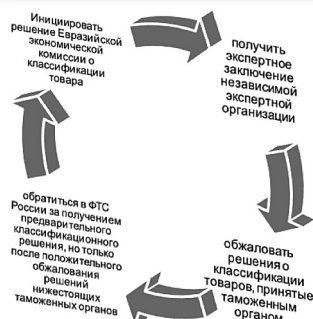 Инициировать
решение Евразийской
экономической
комиссии о
классификации
товара
получить
экспертное
заключение
независимой
экспертной
организации
обжаловать
решения о
классификации
товаров, принятые
таможенным
органом
обратиться в ФТС
России за получением
предварительного
классификационного
решения, но только
после положительного
обжалования
решений
нижестоящих
таможенных органов